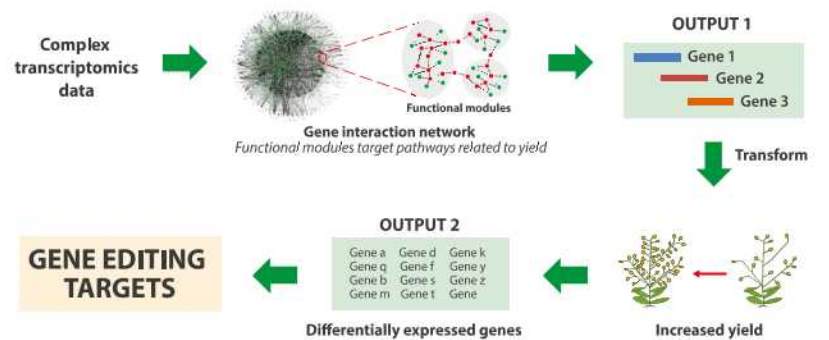 Complex
transcriptomics
data
Functional modules
Gene interaction network
Functional modules target pathways related to yield
OUTPUT 1
Gene 1
Gene 2
Gene 3
Transform
Increased yield
OUTPUT 2
Gene a Gene d Gene k
Gene q Gene f Gene y
Gene b Gene s Gene z
Gene m Gene t Gene
Differentially expressed genes
GENE EDITING
TARGETS